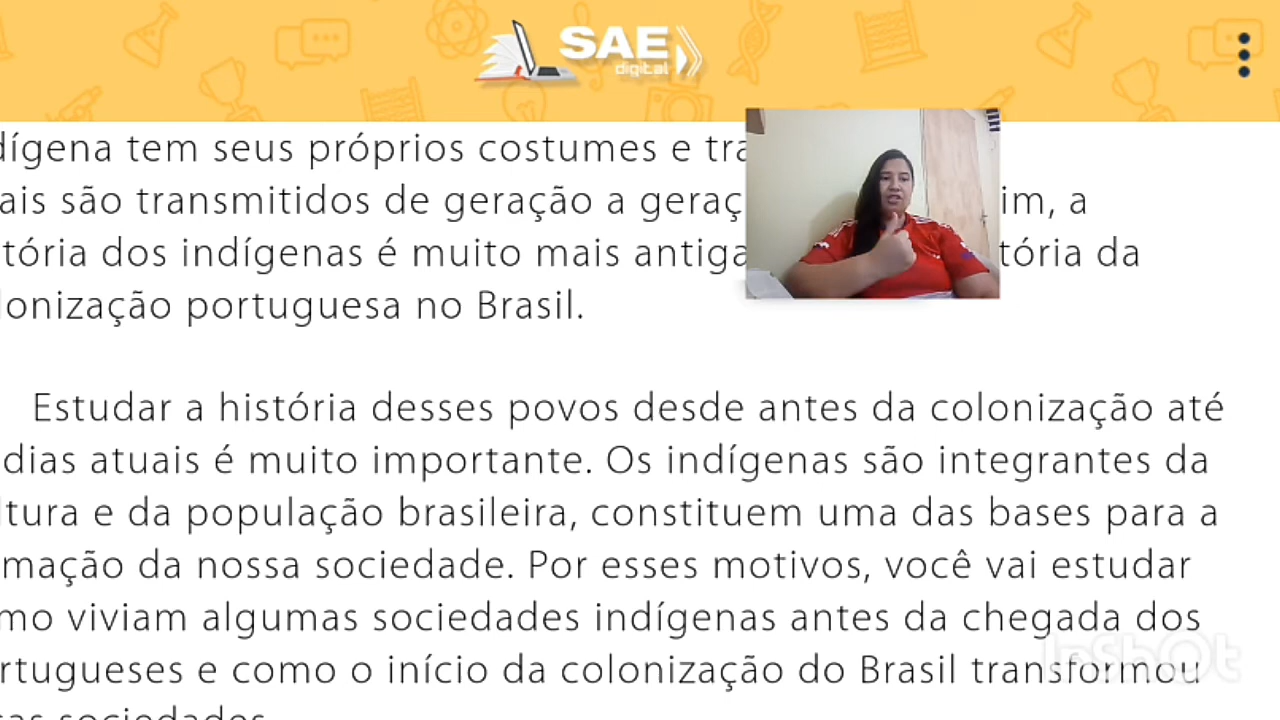 SAE
digital
dígena tem seus próprios costumes e tra
ais são transmitidos de geração a geraç im, a
tória dos indígenas é muito mais antiga tória da
lonização portuguesa no Brasil.
Estudar a história desses povos desde antes da colonização até
dias atuais é muito importante. Os indígenas são integrantes da
ltura e da população brasileira, constituem uma das bases para a
mação da nossa sociedade. Por esses motivos, você vai estudar
mo viviam algumas sociedades indígenas antes da chegada dos
rtugueses e como o início da colonização do Brasil transformou
sas sociedades.
InShOt